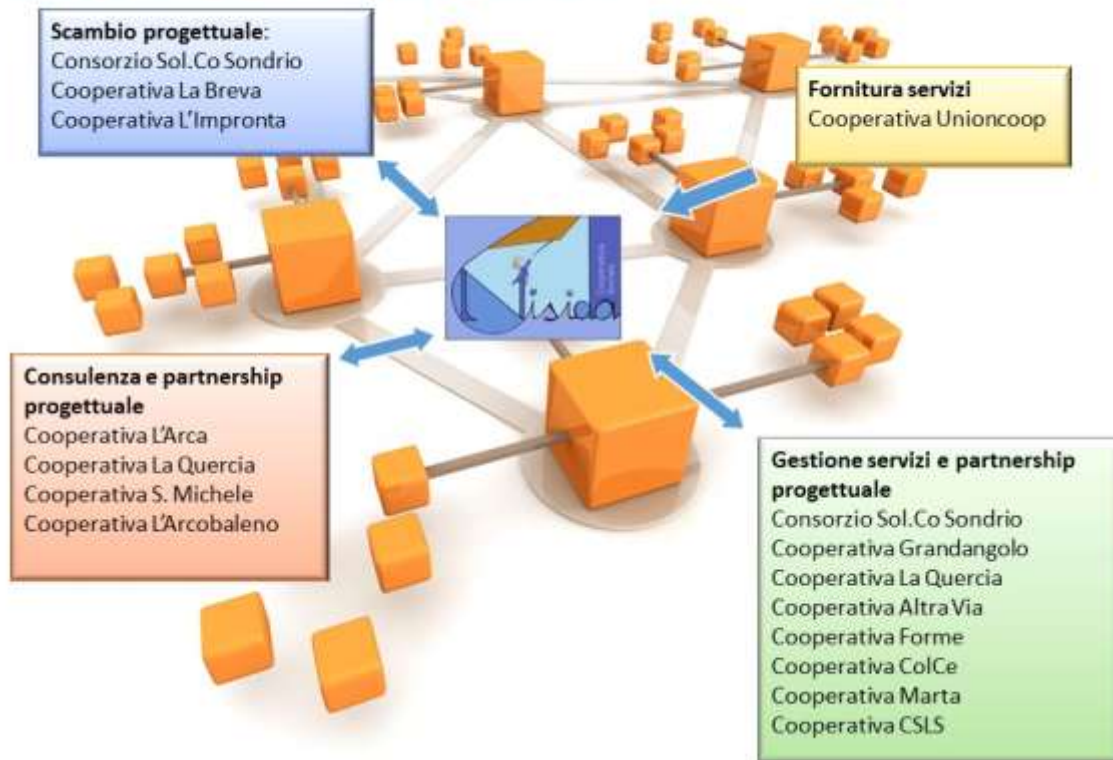 Scambio progettuale:
Consorzio Sol.Co Sondrio
Cooperativa La Breva
Cooperativa L'Impronta
Fornitura servizi
Cooperativa Unioncoop
Nisida
Consulenza e partnership
progettuale
Cooperativa L'Arca
Cooperativa La Quercia
Cooperativa S. Michele
Cooperativa L'Arcobaleno
Gestione servizi e partnership
progettuale
Consorzio Sol.Co Sondrio
Cooperativa Grandangolo
Cooperativa La Quercia
Cooperativa Altra Via
Cooperativa Forme
Cooperativa ColCe
Cooperativa Marta
Cooperativa CSLS